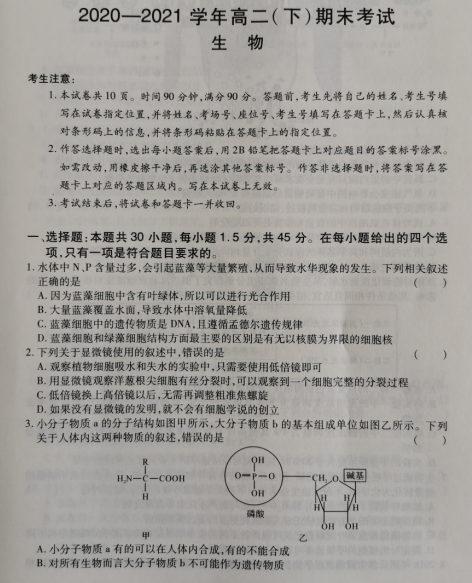 2020—2021学年高二(下)期末考试
生 物
考生注意:
1.本试卷共10页。时间90分钟,满分90分。答题前,考生先将自己的姓名、考生号填
写在试卷指定位置,并将姓名、考场号、座位号、考生号填写在答题卡上,然后认真核
对条形码上的信息,并将条形码粘贴在答题卡上的指定位置。
2.作答选择题时,选出每小题答案后,用2B铅笔把答题卡上对应题目的答案标号涂黑。
如需改动,用橡皮擦干净后,再选涂其他答案标号。作答非选择题时,将答案写在答
题卡上对应的答题区域内。写在本试卷上无效。
3.考试结束后,将试卷和答题卡一并收回。
一、选择题:本题共30小题,每小题1.5分,共45分。在每小题给出的四个选
项,只有一项是符合题目要求的。
1.水体中N、P含量过多,会引起蓝藻等大量繁殖,从而导致水华现象的发生。下列相关叙述
正确的是 ( )
A.因为蓝藻细胞中含有叶绿体,所以可以进行光合作用
B.大量蓝藻覆盖水面,导致水体中溶氧量降低
C.蓝藻细胞中的遗传物质是DNA,且遵循孟德尔遗传规律
D.蓝藻细胞和绿藻细胞结构方面最主要的区别是有无以核膜为界限的细胞核
2.下列关于显微镜使用的叙述中,错误的是 ( )
A.观察植物细胞吸水和失水的实验中,只需要使用低倍镜即可
B.用显微镜观察洋葱根尖细胞有丝分裂时,可以观察到一个细胞完整的分裂过程
C.低倍镜换上高倍镜以后,无需再调整粗准焦螺旋
D.如果没有显微镜的发明,就不会有细胞学说的创立
3.小分子物质a的分子结构如图甲所示,大分子物质b的基本组成单位如图乙所示。下列
关于人体内这两种物质的叙述,错误的是 ( )
R
H₂N—C—COOH
H
甲
OH
O=P—O
OH
磷酸
CH₂
O
碱基
H H
H H
OH OH
乙
A.小分子物质a有的可以在人体内合成,有的不能合成
B.对所有生物而言大分子物质b不可能作为遗传物质